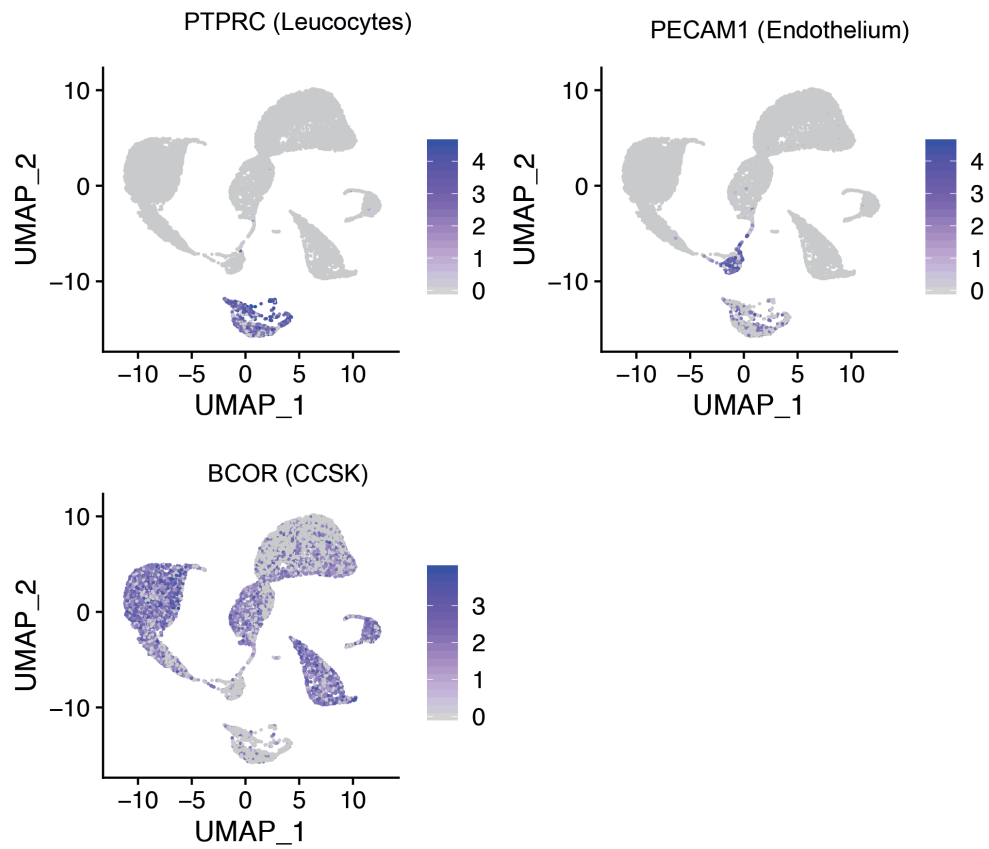 PTPRC (Leucocytes)
10
0
−10
UMAP_2
−10 −5 0 5 10
UMAP_1
4
3
2
1
0
PECAM1 (Endothelium)
10
0
−10
UMAP_2
−10 −5 0 5 10
UMAP_1
4
3
2
1
0
BCOR (CCSK)
10
0
−10
UMAP_2
−10 −5 0 5 10
UMAP_1
3
2
1
0